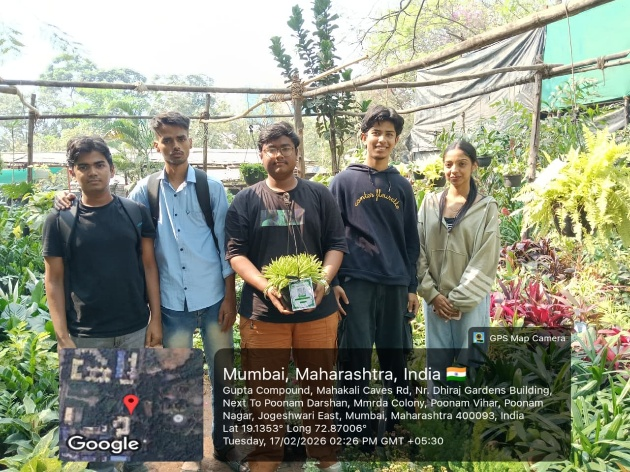 GPS Map Camera
Mumbai, Maharashtra, India 🇮🇳
Gupta Compound, Mahakali Caves Rd, Nr. Dhiraj Gardens Building,
Next To Poonam Darshan, Mmrda Colony, Poonam Vihar, Poonam
Nagar, Jogeshwari East, Mumbai, Maharashtra 400093, India
Lat 19.1353° Long 72.87006°
Tuesday, 17/02/2026 02:26 PM GMT +05:30
Google